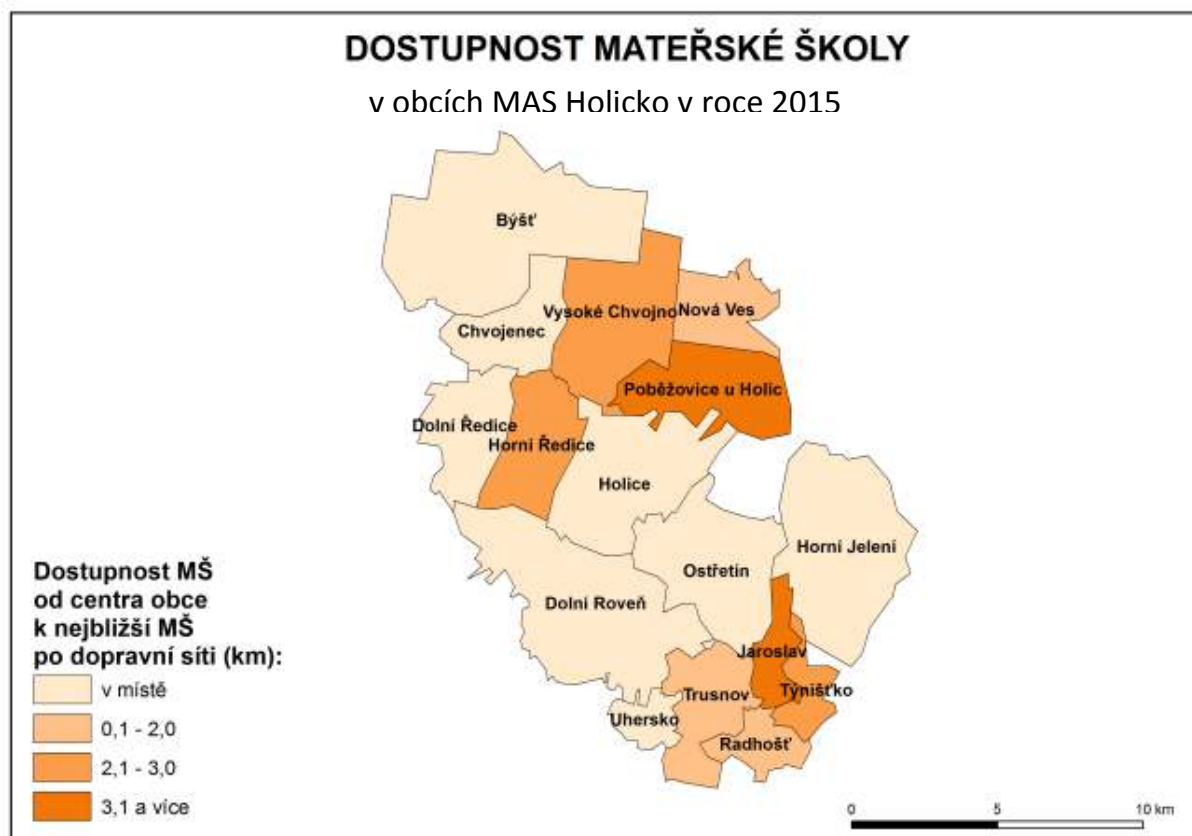 DOSTUPNOST MATEŘSKÉ ŠKOLY
v obcích MAS Holicko v roce 2015
Býšť
Vysoké Chvojno
Nová Ves
Chvojenec
Poběžovice u Holic
Dolní Ředice
Horní Ředice
Holice
Horní Jelení
Ostřetín
Dolní Roveň
Jaroslav
Týnišťko
Trusnov
Uhersko
Radhošť
Dostupnost MŠ
od centra obce
k nejbližší MŠ
po dopravní síti (km):
v místě
0,1 - 2,0
2,1 - 3,0
3,1 a více
0 5 10 km